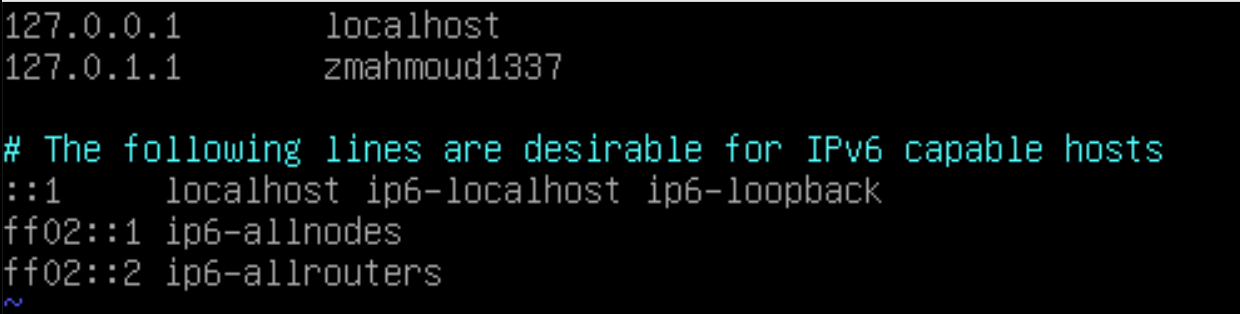 127.0.0.1       localhost
127.0.1.1       zmahmoud1337
# The following lines are desirable for IPv6 capable hosts
::1     localhost ip6-localhost ip6-loopback
ff02::1 ip6-allnodes
ff02::2 ip6-allrouters
~